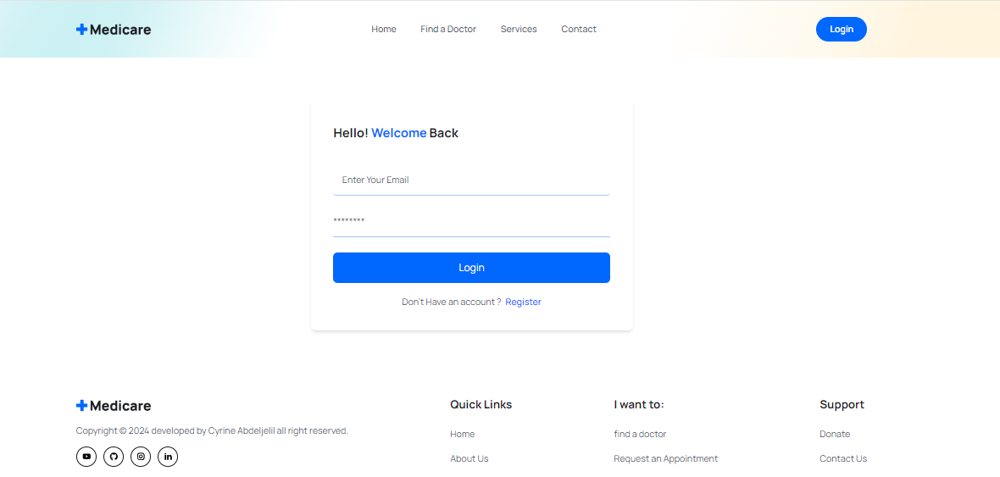 Medicare
Home Find a Doctor Services Contact
Login
Hello! Welcome Back
Enter Your Email
********
Login
Don't Have an account ? Register
Medicare
Copyright © 2024 developed by Cyrine Abdeljelil all right reserved.
Quick Links
Home
About Us
I want to:
find a doctor
Request an Appointment
Support
Donate
Contact Us